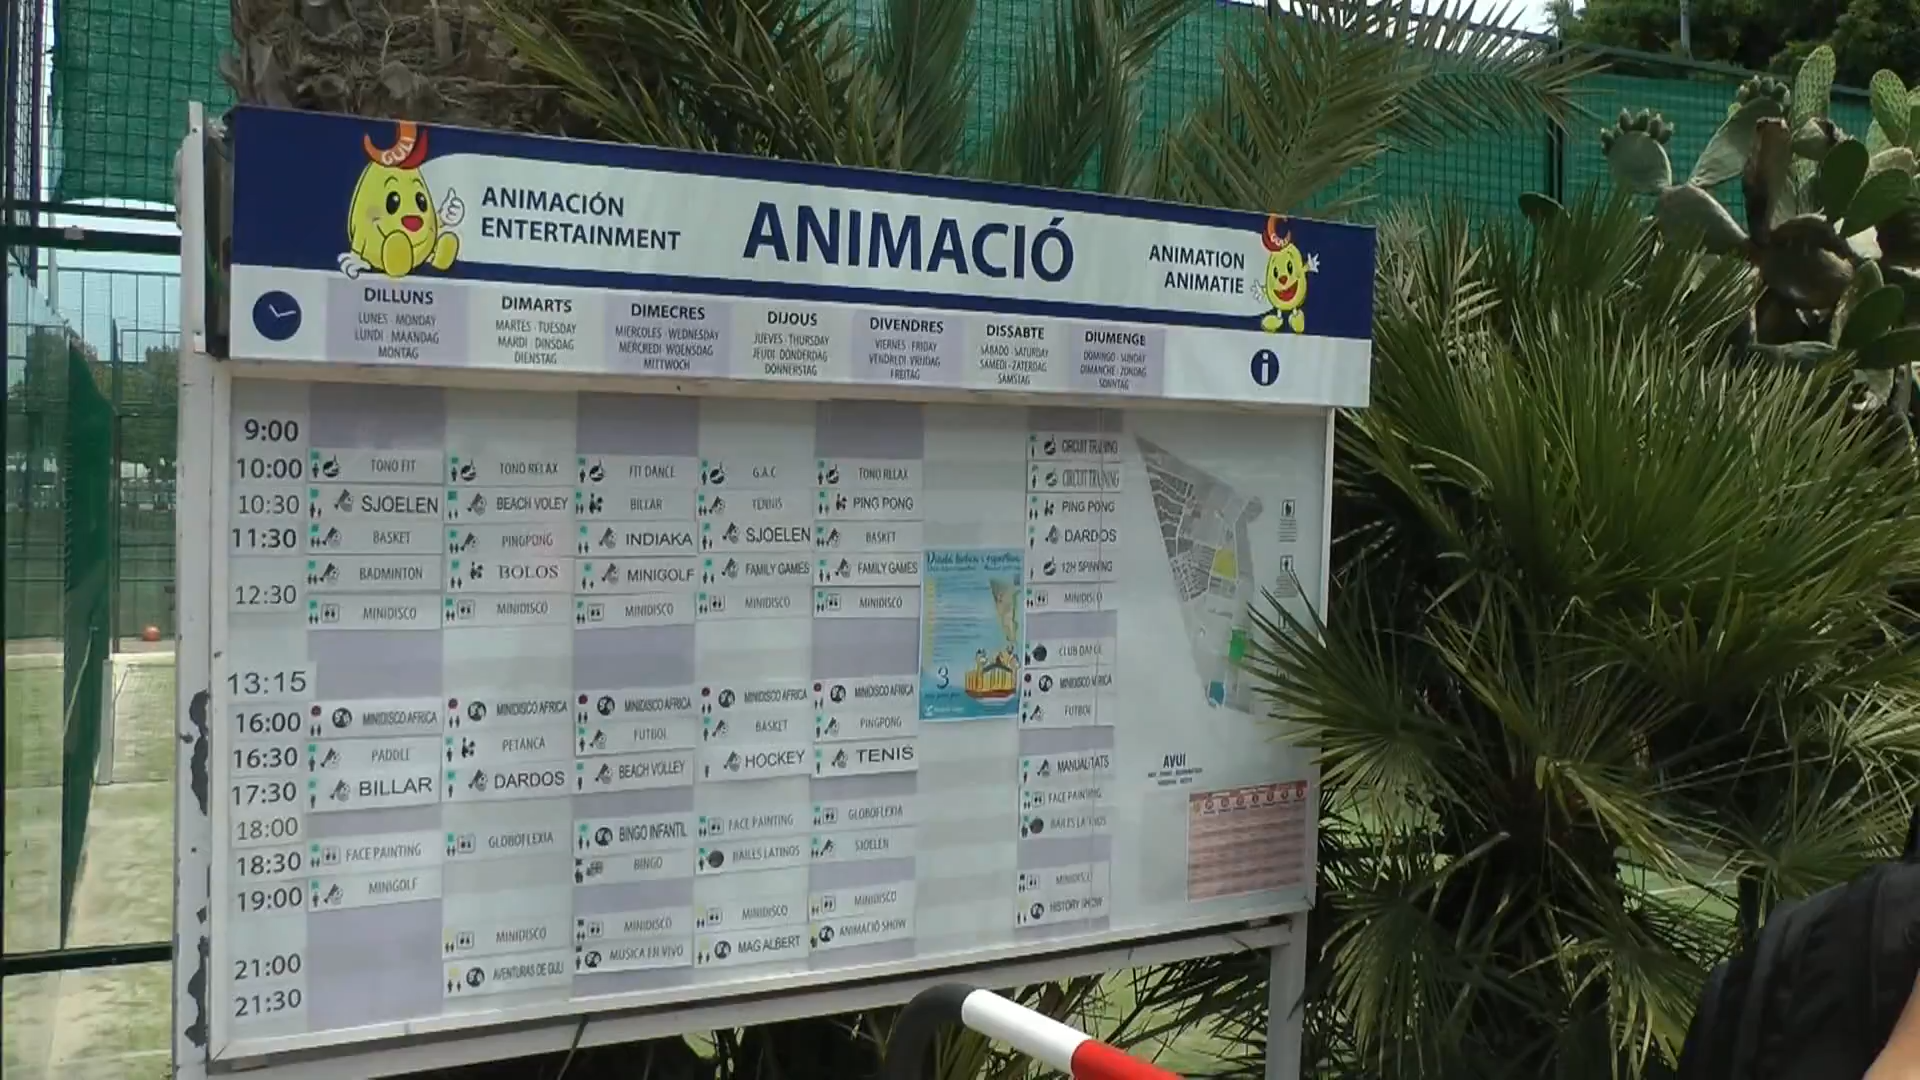 GULI
ANIMACIÓN
ENTERTAINMENT
ANIMACIÓ
ANIMATION
ANIMATIE
GULI
DILLUNS
LUNES · MONDAY
LUNDI · MAANDAG
MONTAG
DIMARTS
MARTES · TUESDAY
MARDI · DINSDAG
DIENSTAG
DIMECRES
MIERCOLES · WEDNESDAY
MERCREDI · WOENSDAG
MITTWOCH
DIJOUS
JUEVES · THURSDAY
JEUDI · DONDERDAG
DONNERSTAG
DIVENDRES
VIERNES · FRIDAY
VENDREDI · VRIJDAG
FREITAG
DISSABTE
SÁBADO · SATURDAY
SAMEDI · ZATERDAG
SAMSTAG
DIUMENGE
DOMINGO · SUNDAY
DIMANCHE · ZONDAG
SONNTAG
9:00
CIRCUIT TRAINING
10:00 TONO FIT TONO RELAX FIT DANCE G.A.C TONO RELAX CIRCUIT TRAINING
10:30 SJOELEN BEACH VOLEY BILLAR TENNIS PING PONG PING PONG
11:30 BASKET PINGPONG INDIAKA SJOELEN BASKET DARDOS
BADMINTON BOLOS MINIGOLF FAMILY GAMES FAMILY GAMES 12H SPINNING
12:30 MINIDISCO MINIDISCO MINIDISCO MINIDISCO MINIDISCO MINIDISCO
3
CLUB DANCE
13:15
16:00 MINIDISCO AFRICA MINIDISCO AFRICA MINIDISCO AFRICA MINIDISCO AFRICA MINIDISCO AFRICA MINIDISCO AFRICA
16:30 PADDLE PETANCA FUTBOL BASKET PINGPONG FUTBOL
17:30 BILLAR DARDOS BEACH VOLLEY HOCKEY TENIS MANUALITATS
AVUI
18:00 GLOBOFLEXIA BINGO INFANTIL FACE PAINTING GLOBOFLEXIA FACE PAINTING
18:30 FACE PAINTING BINGO BAILES LATINOS SJOELEN BAILES LATINOS
19:00 MINIGOLF
21:00 MINIDISCO MINIDISCO MINIDISCO MINIDISCO MINIDISCO
21:30 AVENTURAS DE GULI MUSICA EN VIVO MAG ALBERT ANIMACIÓ SHOW HISTORY SHOW